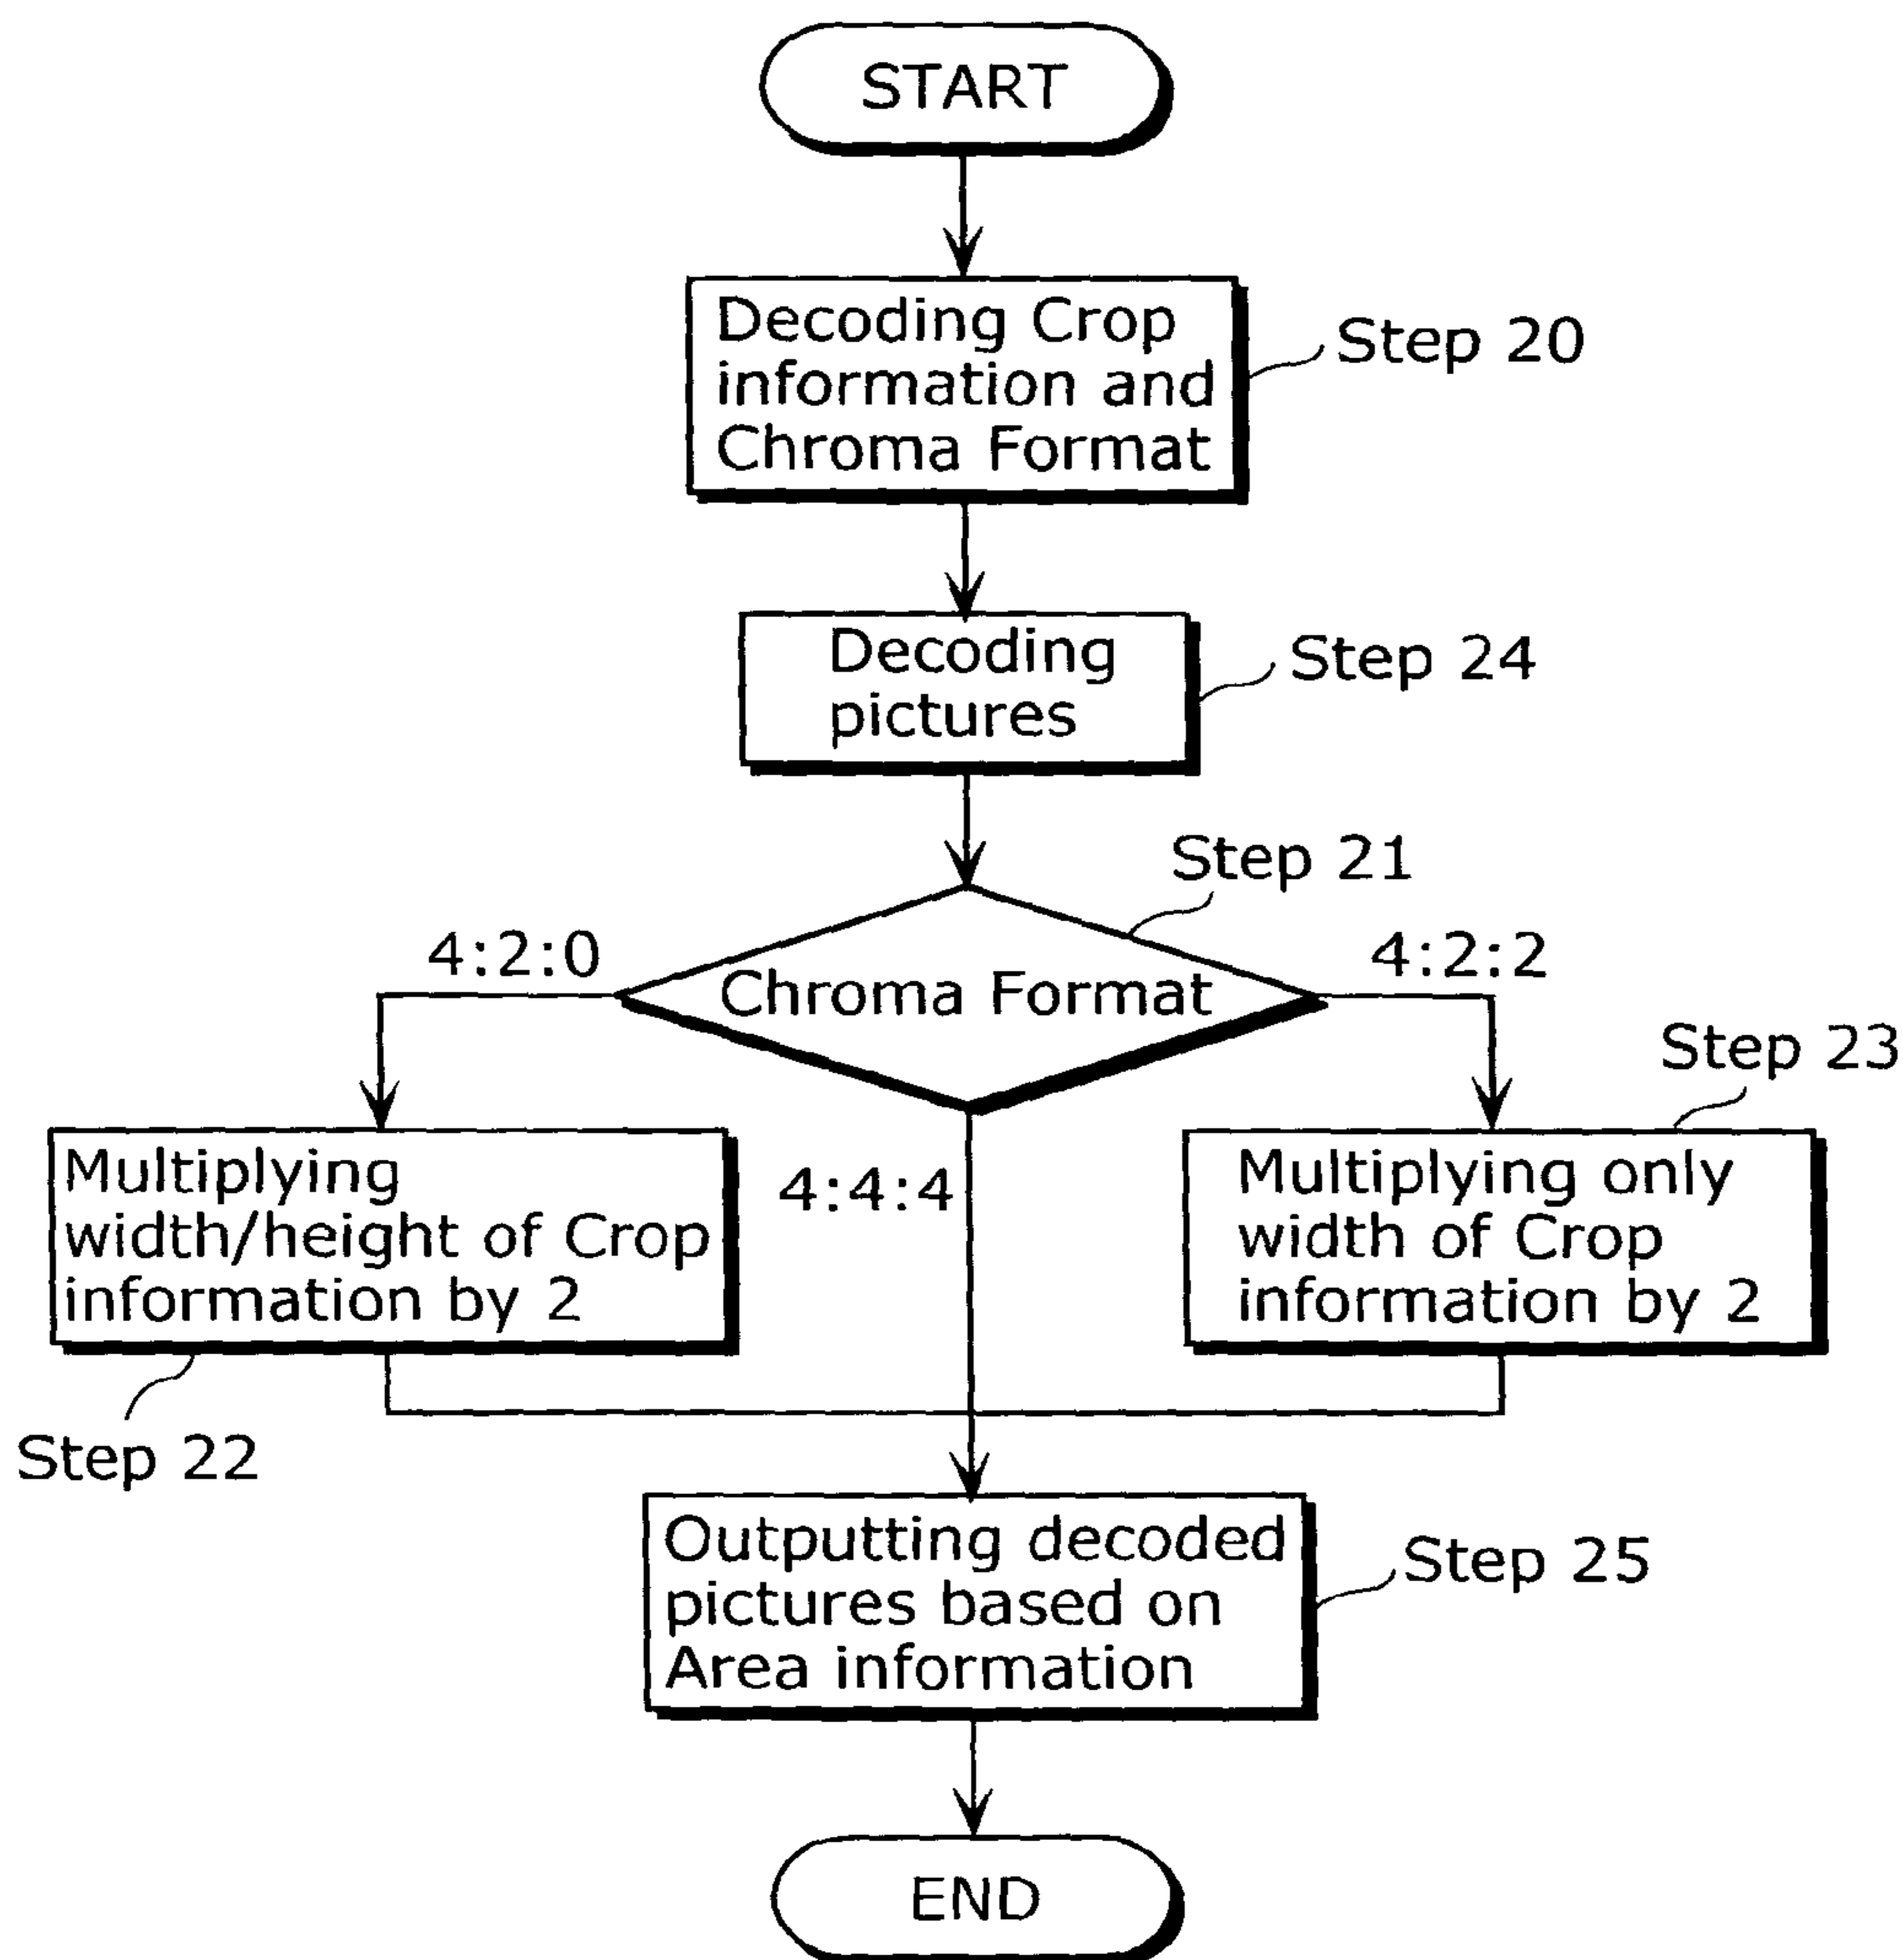 START
Decoding Crop
information and
Chroma Format
Step 20
Decoding
pictures
Step 24
Step 21
4:2:0
Chroma Format
4:2:2
Step 23
Multiplying
width/height of Crop
information by 2
4:4:4
Multiplying only
width of Crop
information by 2
Step 22
Outputting decoded
pictures based on
Area information
Step 25
END